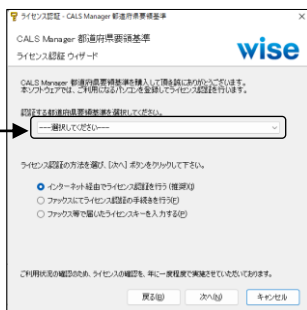 ライセンス認証 - CALS Manager 都道府県要領基準
CALS Manager 都道府県要領基準
ライセンス認証 ウィザード
wise
CALS Manager 都道府県要領基準を購入して頂き誠にありがとうございます。
本ソフトウェアでは、ご利用になるパソコンを登録してライセンス認証を行います。
認証する都道府県要領基準を選択してください。
----選択してください----
ライセンス認証の方法を選び、[次へ] ボタンをクリックして下さい。
インターネット経由でライセンス認証を行う (推奨)(I)
ファックスにてライセンス認証の手続きを行う(F)
ファックス等で届いたライセンスキーを入力する(P)
ご利用状況の確認のため、ライセンスの確認を、年に一度程度で実施させていただいております。
戻る(B)
次へ(N)
キャンセル